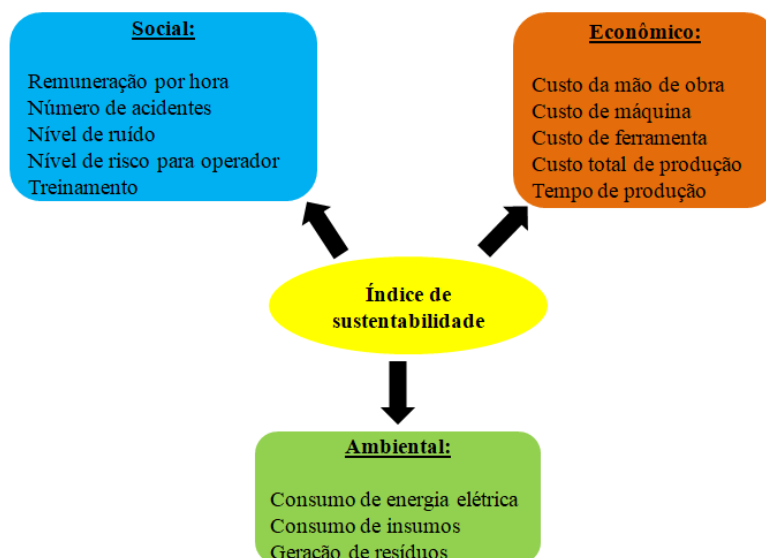 Social:
Remuneração por hora
Número de acidentes
Nível de ruído
Nível de risco para operador
Treinamento
Econômico:
Custo da mão de obra
Custo de máquina
Custo de ferramenta
Custo total de produção
Tempo de produção
Índice de
sustentabilidade
Ambiental:
Consumo de energia elétrica
Consumo de insumos
Geração de resíduos